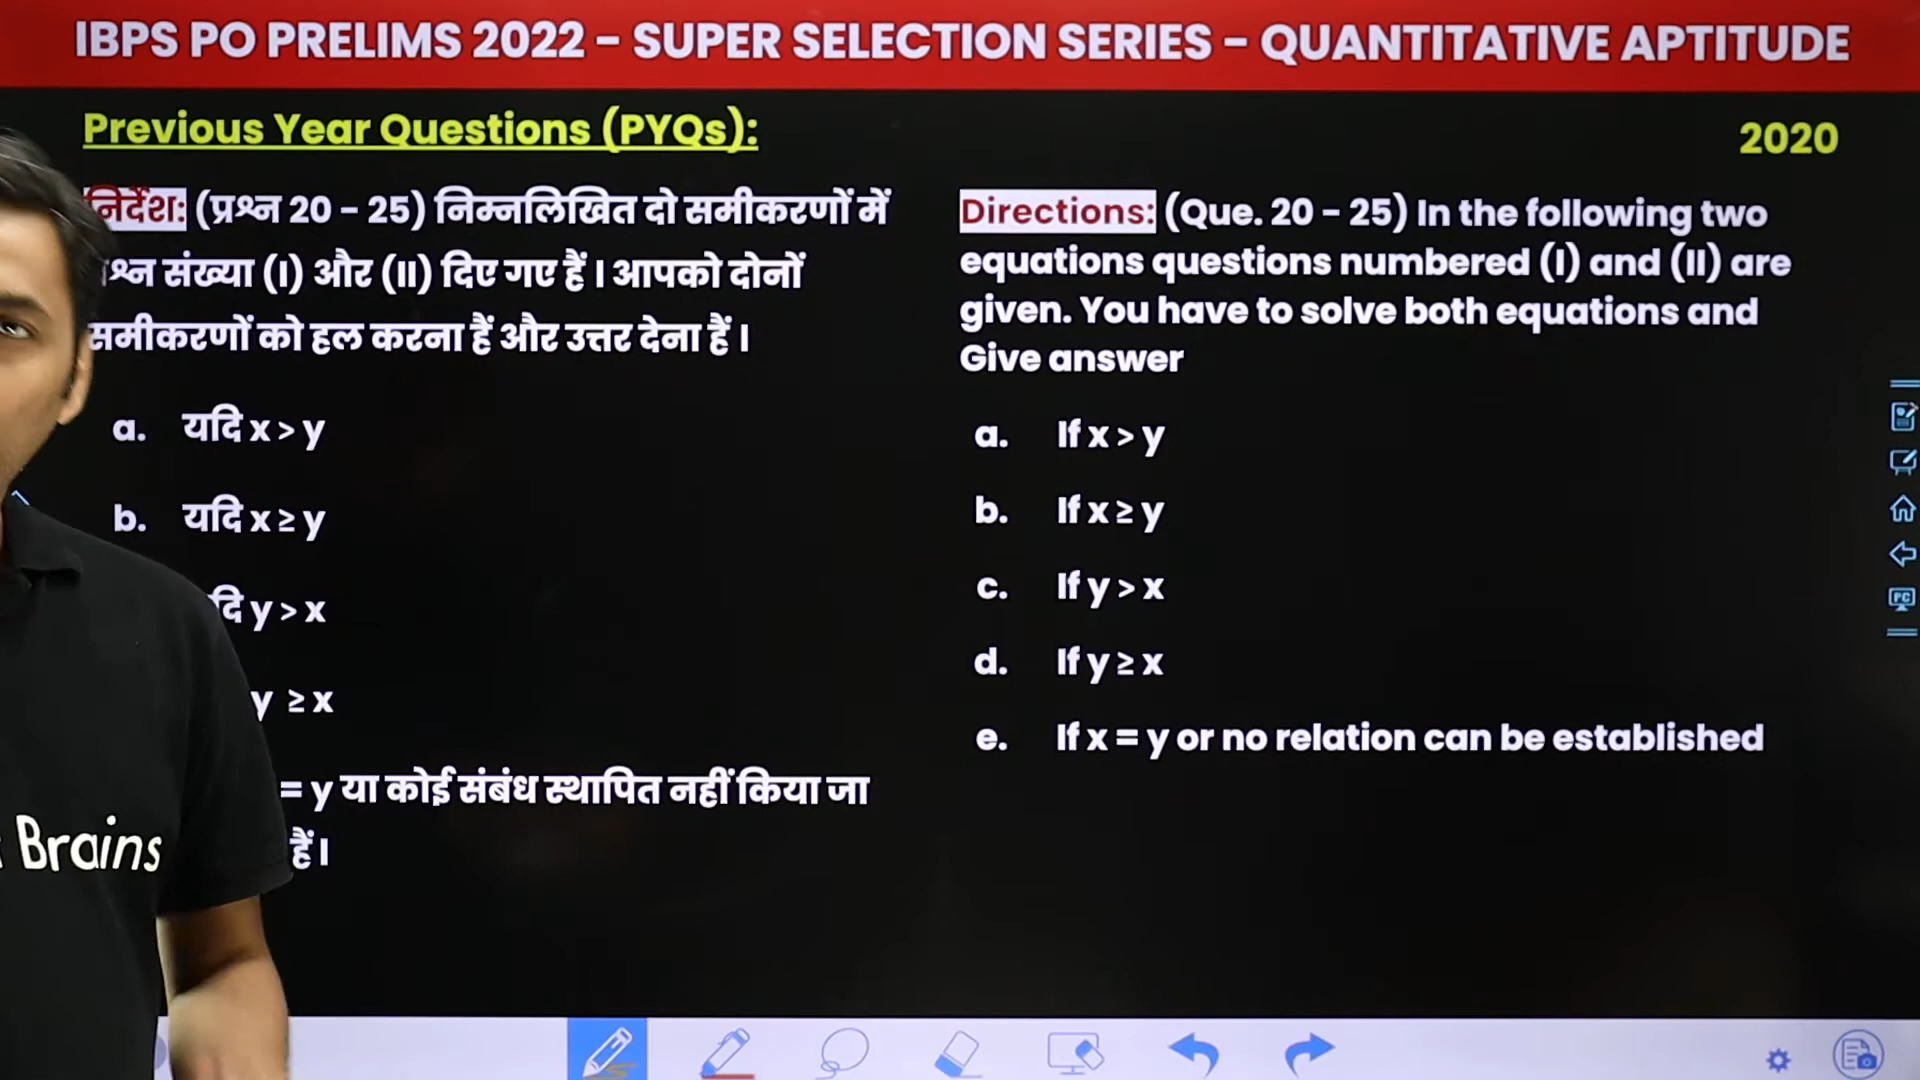 IBPS PO PRELIMS 2022 - SUPER SELECTION SERIES - QUANTITATIVE APTITUDE
Previous Year Questions (PYQs):
2020
निर्देश: (प्रश्न 20 - 25) निम्नलिखित दो समीकरणों में
संख्या (I) और (II) दिए गए हैं । आपको दोनों
समीकरणों को हल करना हैं और उत्तर देना हैं ।
a. यदि x > y
b. यदि x ≥ y
y > x
y ≥ x
= y या कोई संबंध स्थापित नहीं किया जा
हैं ।
Directions: (Que. 20 - 25) In the following two
equations questions numbered (I) and (II) are
given. You have to solve both equations and
Give answer
a. If x > y
b. If x ≥ y
c. If y > x
d. If y ≥ x
e. If x = y or no relation can be established
Brains
PC